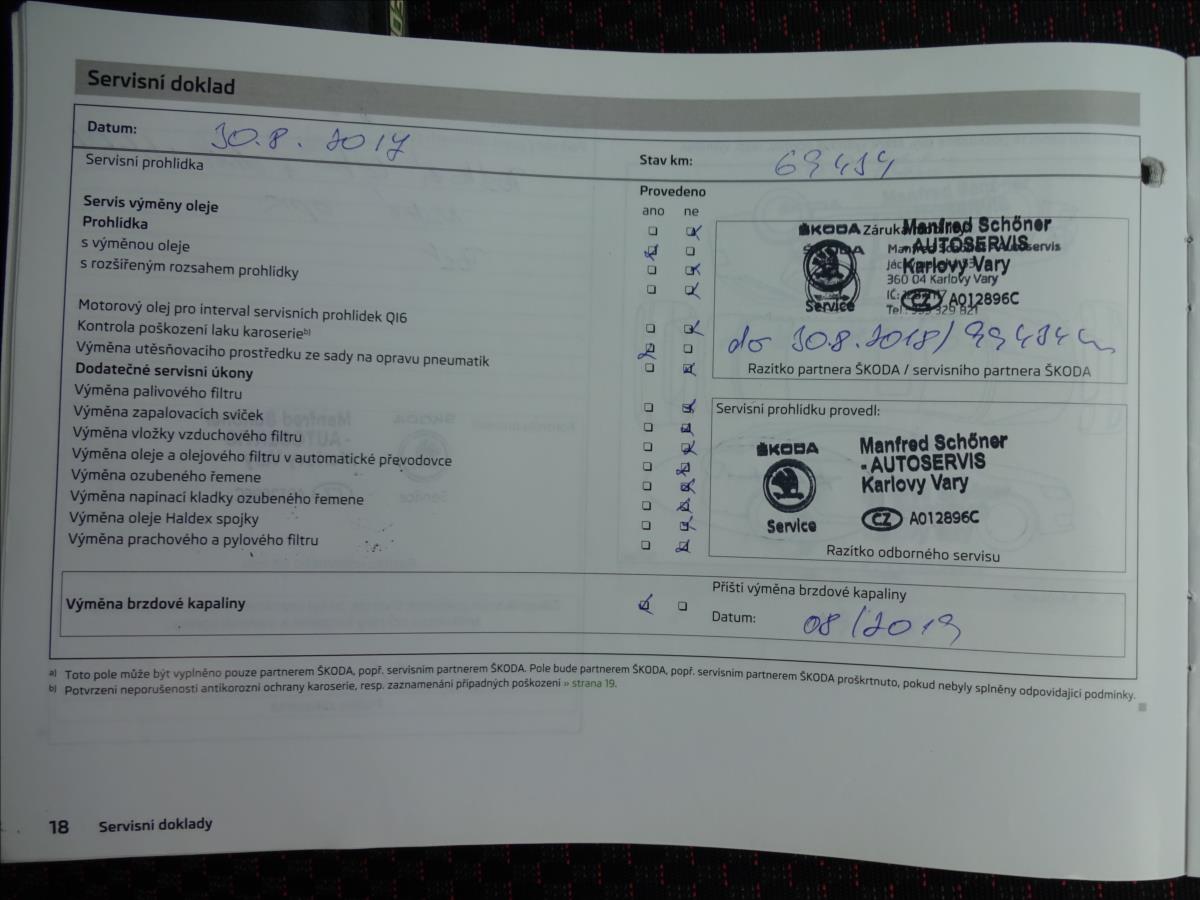 Servisní doklad
Datum: 30.8.2017
Stav km: 69434
Servisní prohlídka
Provedeno
ano ne
Servis výměny oleje
Prohlídka
s výměnou oleje
s rozšířeným rozsahem prohlídky
Motorový olej pro interval servisních prohlídek QI6
Kontrola poškození laku karoserie b)
Výměna utěsňovacího prostředku ze sady na opravu pneumatik
Dodatečné servisní úkony
Výměna palivového filtru
Výměna zapalovacích svíček
Výměna vložky vzduchového filtru
Výměna oleje a olejového filtru v automatické převodovce
Výměna ozubeného řemene
Výměna napínací kladky ozubeného řemene
Výměna oleje Haldex spojky
Výměna prachového a pylového filtru
ŠKODA Záruka
Manfred Schöner
- AUTOSERVIS
Karlovy Vary
360 04 Karlovy Vary
IČ:
CZ A012896C
Tel.: 329 821
Service
do 30.8.2018/99434km
Razítko partnera ŠKODA / servisního partnera ŠKODA
Servisní prohlídku provedl:
ŠKODA
Service
Manfred Schöner
- AUTOSERVIS
Karlovy Vary
CZ A012896C
Razítko odborného servisu
Výměna brzdové kapaliny
Příští výměna brzdové kapaliny
Datum: 08/2019
a) Toto pole může být vyplněno pouze partnerem ŠKODA, popř. servisním partnerem ŠKODA. Pole bude partnerem ŠKODA, popř. servisním partnerem ŠKODA proškrtnuto, pokud nebyly splněny odpovídající podmínky.
b) Potvrzení neporušenosti antikorozní ochrany karoserie, resp. zaznamenání případných poškození » strana 19.
18 Servisní doklady